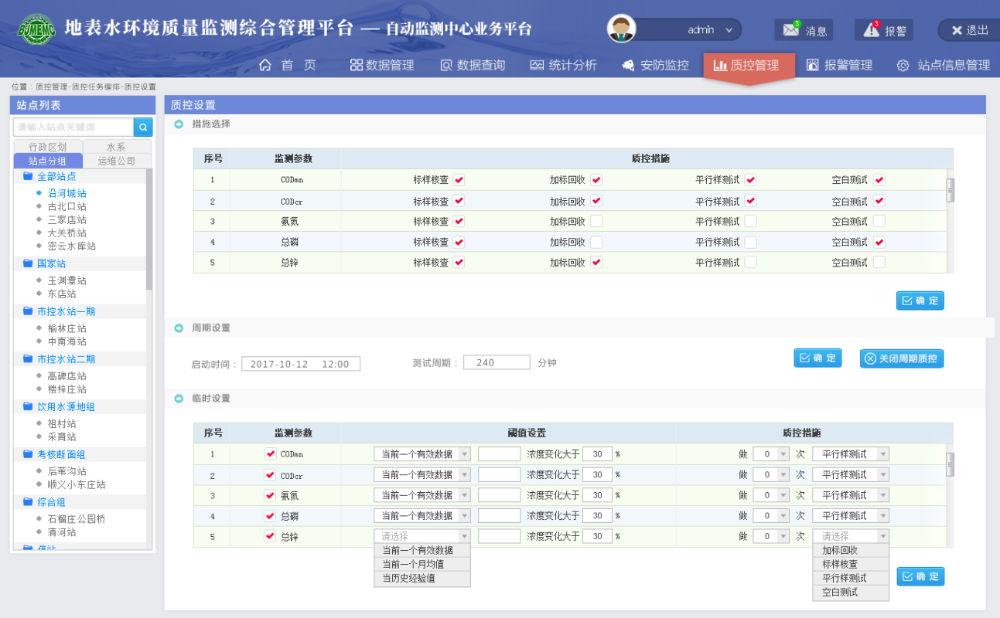 BJMEMC 地表水环境质量监测综合管理平台 — 自动监测中心业务平台
admin
3 消息
3 报警
退出
首 页
数据管理
数据查询
统计分析
安防监控
质控管理
报警管理
站点信息管理
位置：质控管理-质控任务编排-质控设置
站点列表
请输入站点关键词
行政区划 水系
站点分组 运维公司
全部站点
沿河城站
古北口站
三家店站
大关桥站
密云水库站
国家站
玉渊潭站
东店站
市控水站一期
榆林庄站
中南海站
市控水站二期
高碑店站
楼梓庄站
饮用水源地组
祖村站
采育站
考核断面组
后苇沟站
顺义小东庄站
综合组
石榴庄公园桥
清河站
质控设置
措施选择
序号 监测参数 质控措施
1 CODmn 标样核查 加标回收 平行样测试 空白测试
2 CODcr 标样核查 加标回收 平行样测试 空白测试
3 氨氮 标样核查 加标回收 平行样测试 空白测试
4 总磷 标样核查 加标回收 平行样测试 空白测试
5 总锌 标样核查 加标回收 平行样测试 空白测试
确 定
周期设置
启动时间： 2017-10-12 12:00 测试周期： 240 分钟 确 定 关闭周期质控
临时设置
序号 监测参数 阈值设置 质控措施
1 CODmn 当前一个有效数据 浓度变化大于 30 % 做 0 次 平行样测试
2 CODcr 当前一个有效数据 浓度变化大于 30 % 做 0 次 平行样测试
3 氨氮 当前一个有效数据 浓度变化大于 30 % 做 0 次 平行样测试
4 总磷 当前一个有效数据 浓度变化大于 30 % 做 0 次 平行样测试
5 总锌 请选择 浓度变化大于 30 % 做 0 次 请选择
当前一个有效数据
当前一个月均值
当历史经验值
加标回收
标样核查
平行样测试
空白测试
确 定